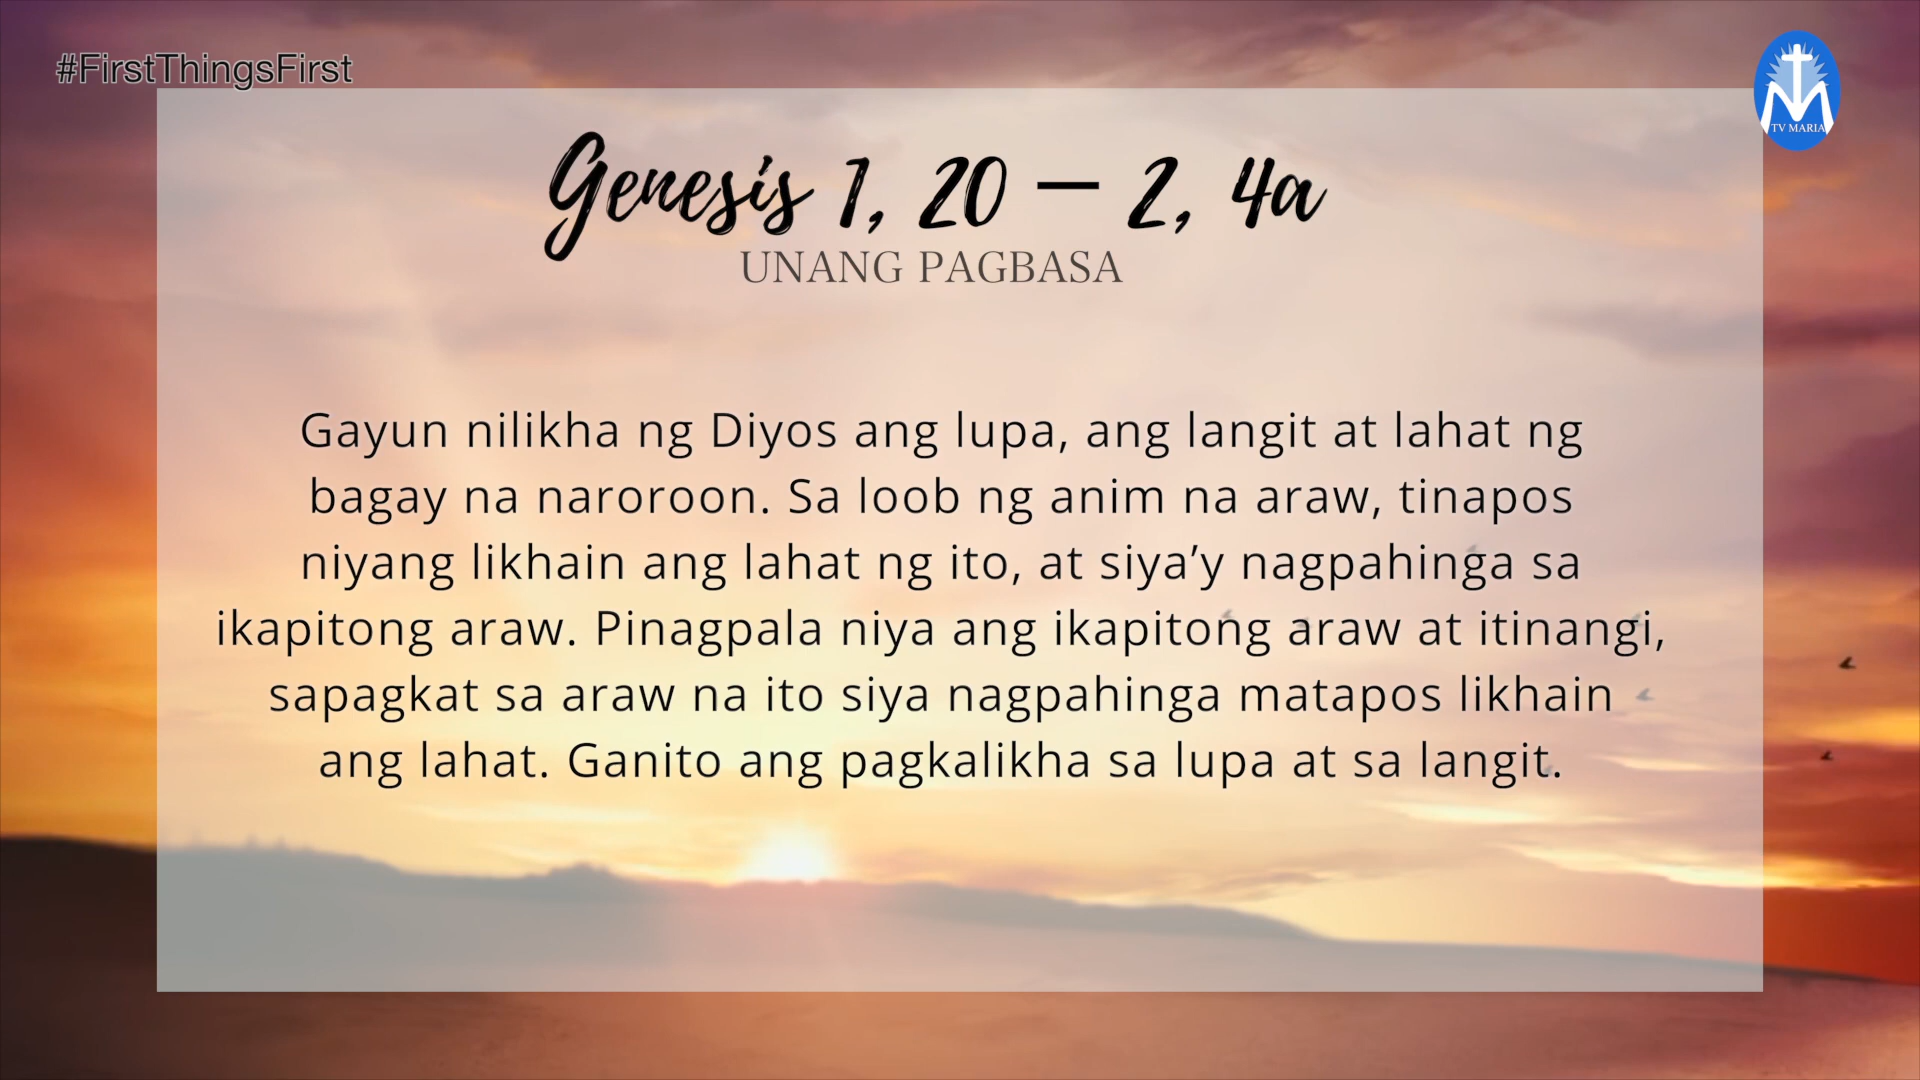 #FirstThingsFirst
TV MARIA
Genesis 1, 20 – 2, 4a
UNANG PAGBASA
Gayun nilikha ng Diyos ang lupa, ang langit at lahat ng
bagay na naroroon. Sa loob ng anim na araw, tinapos
niyang likhain ang lahat ng ito, at siya’y nagpahinga sa
ikapitong araw. Pinagpala niya ang ikapitong araw at itinangi,
sapagkat sa araw na ito siya nagpahinga matapos likhain
ang lahat. Ganito ang pagkalikha sa lupa at sa langit.